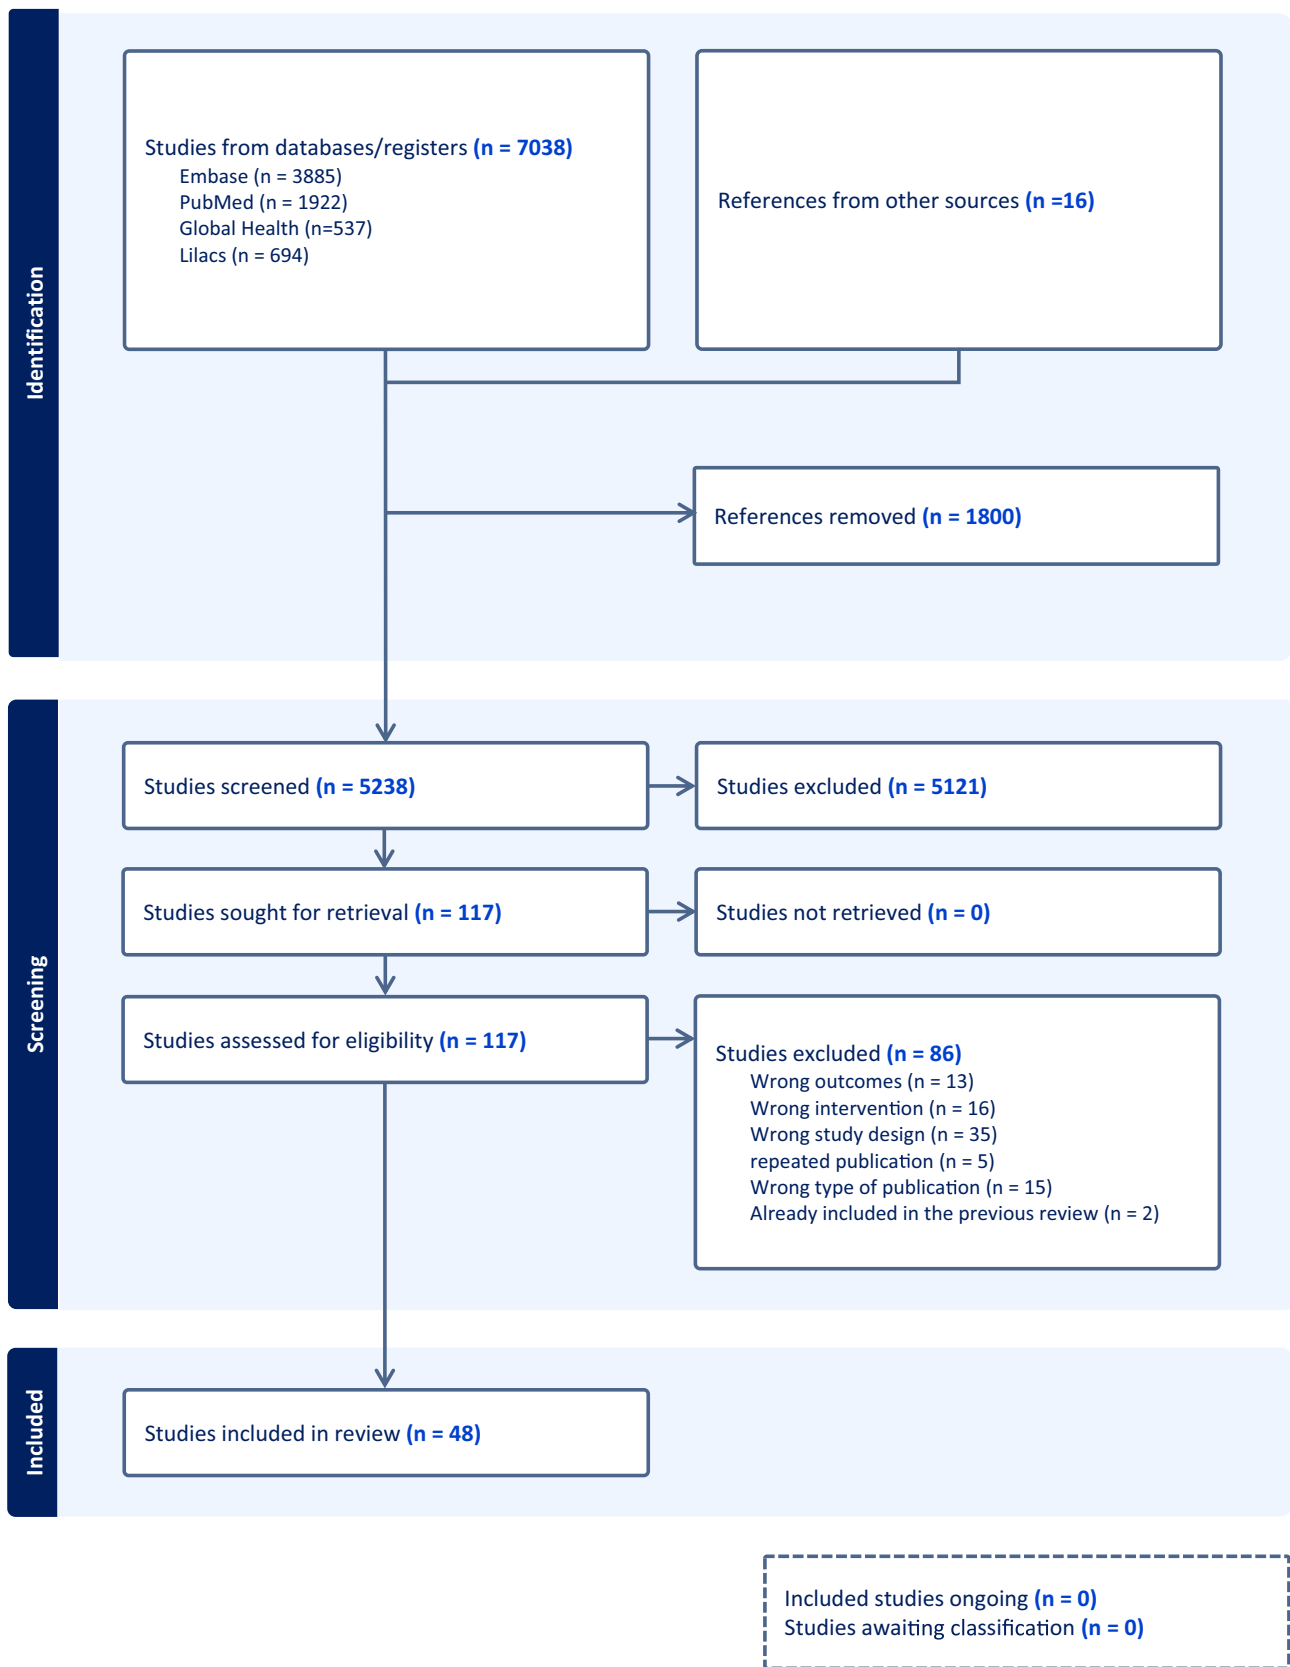 Identification
Studies from databases/registers (n = 7038)
Embase (n = 3885)
PubMed (n = 1922)
Global Health (n=537)
Lilacs (n = 694)
References from other sources (n =16)
References removed (n = 1800)
Screening
Studies screened (n = 5238)
Studies excluded (n = 5121)
Studies sought for retrieval (n = 117)
Studies not retrieved (n = 0)
Studies assessed for eligibility (n = 117)
Studies excluded (n = 86)
Wrong outcomes (n = 13)
Wrong intervention (n = 16)
Wrong study design (n = 35)
repeated publication (n = 5)
Wrong type of publication (n = 15)
Already included in the previous review (n = 2)
Included
Studies included in review (n = 48)
Included studies ongoing (n = 0)
Studies awaiting classification (n = 0)